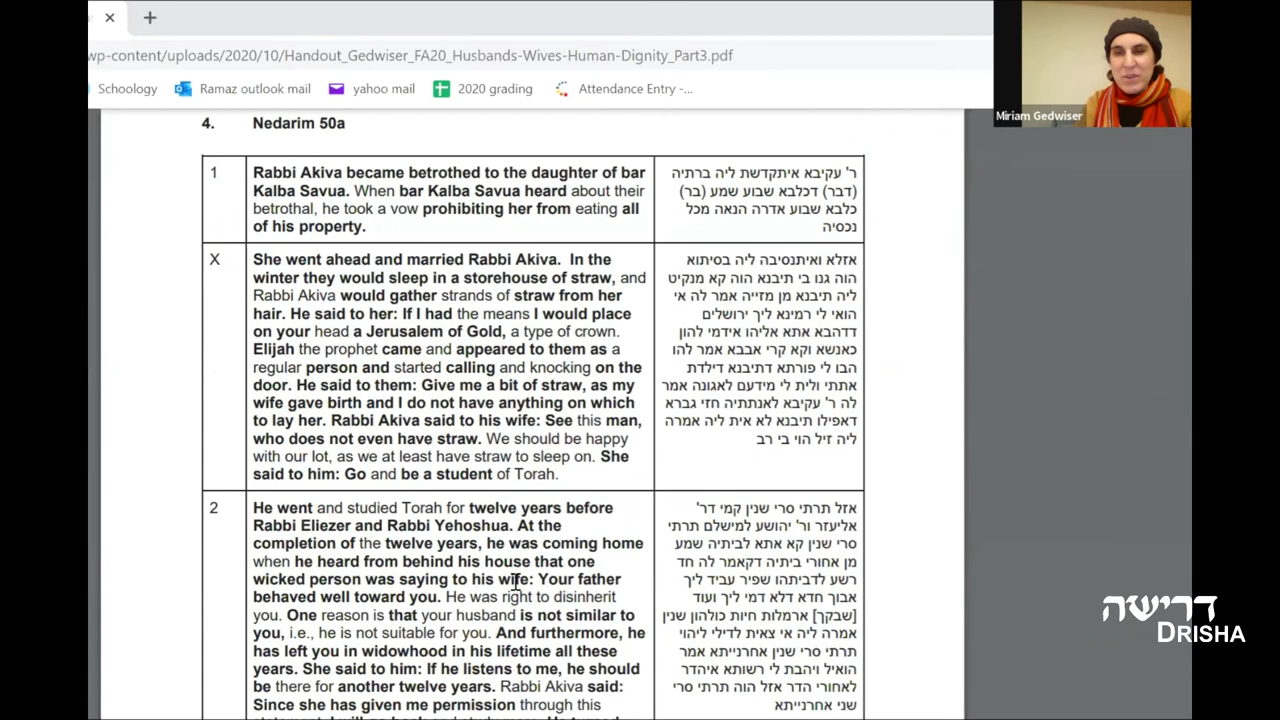 wp-content/uploads/2020/10/Handout_Gedwiser_FA20_Husbands-Wives-Human-Dignity_Part3.pdf
Schoology
Ramaz outlook mail
yahoo mail
2020 grading
Attendance Entry -...
Miriam Gedwiser
4. Nedarim 50a
1
Rabbi Akiva became betrothed to the daughter of bar
Kalba Savua. When bar Kalba Savua heard about their
betrothal, he took a vow prohibiting her from eating all
of his property.
ר' עקיבא איתקדשת ליה ברתיה
(דבר) דכלבא שבוע שמע (בר)
כלבא שבוע אדרה הנאה מכל
נכסיה
X
She went ahead and married Rabbi Akiva. In the
winter they would sleep in a storehouse of straw, and
Rabbi Akiva would gather strands of straw from her
hair. He said to her: If I had the means I would place
on your head a Jerusalem of Gold, a type of crown.
Elijah the prophet came and appeared to them as a
regular person and started calling and knocking on the
door. He said to them: Give me a bit of straw, as my
wife gave birth and I do not have anything on which
to lay her. Rabbi Akiva said to his wife: See this man,
who does not even have straw. We should be happy
with our lot, as we at least have straw to sleep on. She
said to him: Go and be a student of Torah.
אזלא ואיתנסיבה ליה בסיתוא
הוה גנו בי תיבנא הוה קא מנקיט
ליה תיבנא מן מזייה אמר לה אי
הואי לי רמינא ליך ירושלים
דדהבא אתא אליהו אידמי להון
כאנשא וקא קרי אבבא אמר להו
הבו לי פורתא דתיבנא דילדת
אתתי ולית לי מידעם לאגונה אמר
לה ר' עקיבא לאנתתיה חזי גברא
דאפילו תיבנא לא אית ליה אמרה
ליה זיל הוי בי רב
2
He went and studied Torah for twelve years before
Rabbi Eliezer and Rabbi Yehoshua. At the
completion of the twelve years, he was coming home
when he heard from behind his house that one
wicked person was saying to his wife: Your father
behaved well toward you. He was right to disinherit
you. One reason is that your husband is not similar to
you, i.e., he is not suitable for you. And furthermore, he
has left you in widowhood in his lifetime all these
years. She said to him: If he listens to me, he should
be there for another twelve years. Rabbi Akiva said:
Since she has given me permission through this
אזל תרתי סרי שנין קמי דר'
אליעזר ור' יהושע למישלם תרתי
סרי שנין קא אתא לביתיה שמע
מן אחורי ביתיה דקאמר לה חד
רשע לדביתהו שפיר עביד ליך
אבוך חדא דלא דמי ליך ועוד
[שבקך] ארמלות חיות כולהון שנין
אמרה ליה אי צאית לדילי ליהוי
תרתי סרי שנין אחרנייתא אמר
הואיל ויהבת לי רשותא איהדר
לאחורי הדר אזל הוה תרתי סרי
שני אחרנייתא
דרישה
DRISHA